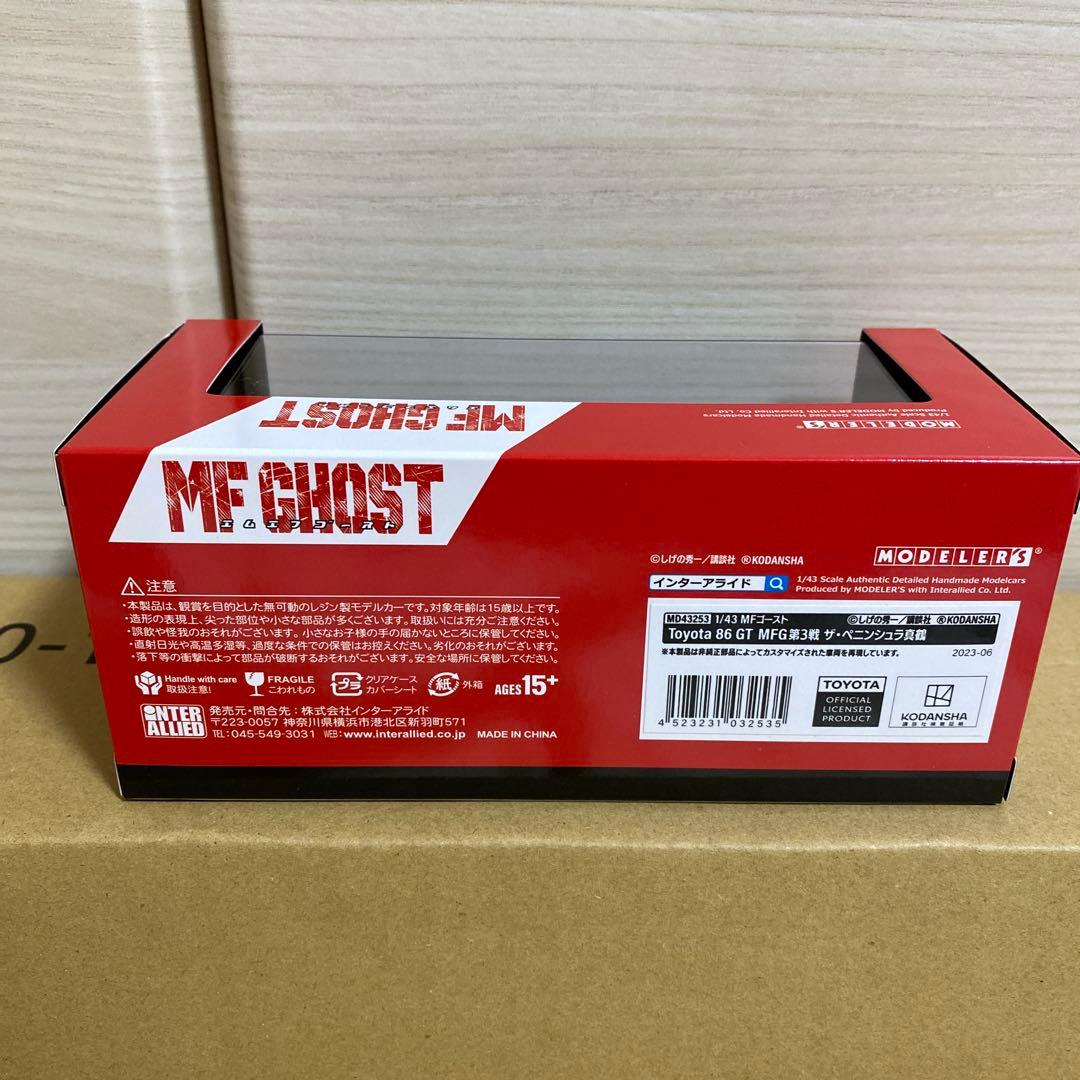 MF GHOST
MODELER'S®
1/43 Scale Authentic Detailed Handmade Modelcars
Produced by MODELER'S with Interallied Co. Ltd.
MF GHOST
エムエフゴースト
©しげの秀一/講談社 ®KODANSHA
MODELER'S®
インターアライド
1/43 Scale Authentic Detailed Handmade Modelcars
Produced by MODELER'S with Interallied Co. Ltd.
⚠注意
・本製品は、観賞を目的とした無可動のレジン製モデルカーです。対象年齢は15歳以上です。
・造形の表現上、尖った部位や小さな部品が多くございます。取扱いには充分ご注意ください。
・誤飲や怪我のおそれがございます。小さなお子様の手の届かないところに保管してください。
・直射日光や高温多湿等、過度な条件での保管はお控えください。劣化のおそれがございます。
・落下等の衝撃によって部品が破断するおそれがございます。安全な場所に保管してください。
Handle with care
取扱注意!
FRAGILE
こわれもの
プラ
クリアケース
カバーシート
紙
外箱
AGES15+
INTER
ALLIED
発売元・問合先:株式会社インターアライド
〒223-0057 神奈川県横浜市港北区新羽町571
TEL:045-549-3031 WEB:www.interallied.co.jp MADE IN CHINA
MD43253 1/43 MFゴースト ©しげの秀一/講談社 ®KODANSHA
Toyota 86 GT MFG第3戦 ザ・ペニンシュラ真鶴
※本製品は非純正部品によってカスタマイズされた車両を再現しています。 2023-06
4 523231 032535
TOYOTA
OFFICIAL
LICENSED
PRODUCT
KODANSHA
講談社検査証紙